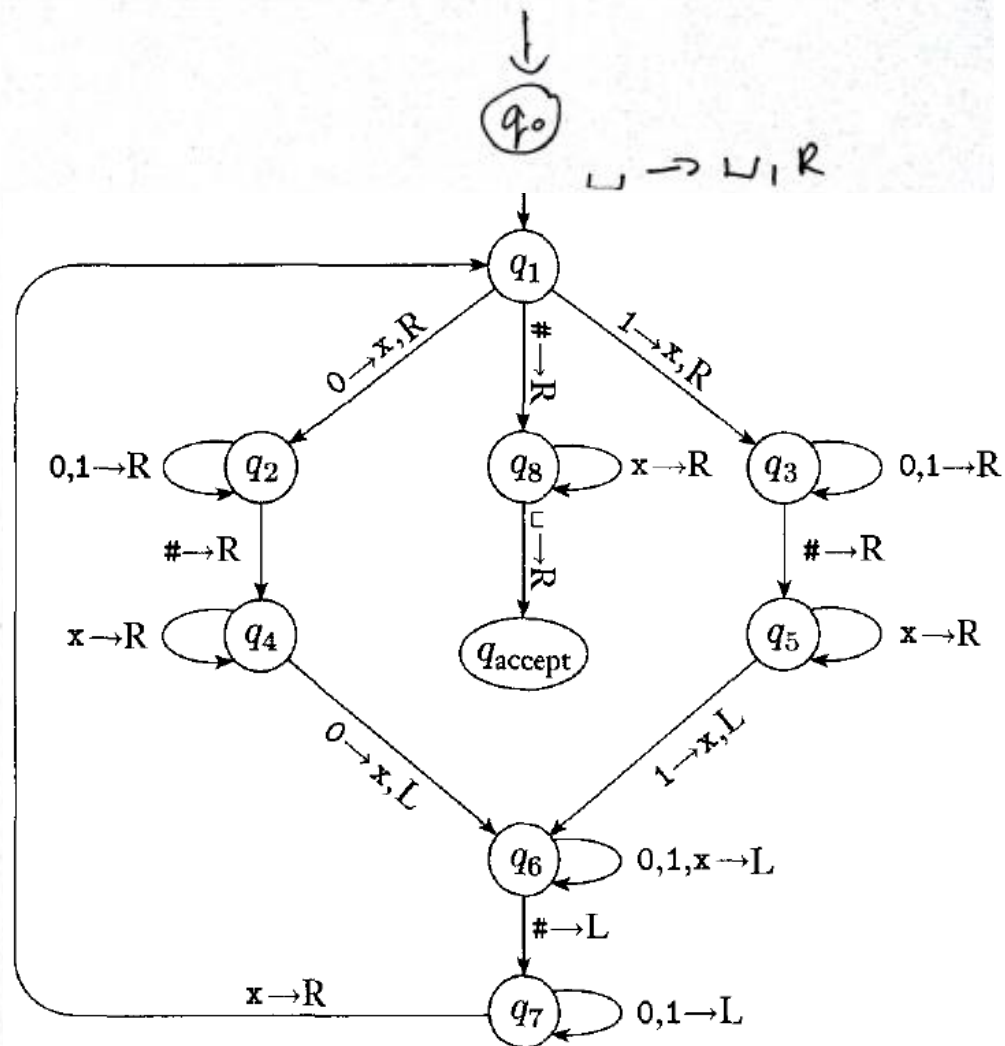 q₀
⊔ → ⊔, R
q₁
0→x,R
#→R
1→x,R
0,1→R
q₂
q₈
x→R
q₃
0,1→R
#→R
⊔→R
#→R
x→R
q₄
q_accept
q₅
x→R
0→x,L
1→x,L
q₆
0,1,x→L
#→L
x→R
q₇
0,1→L